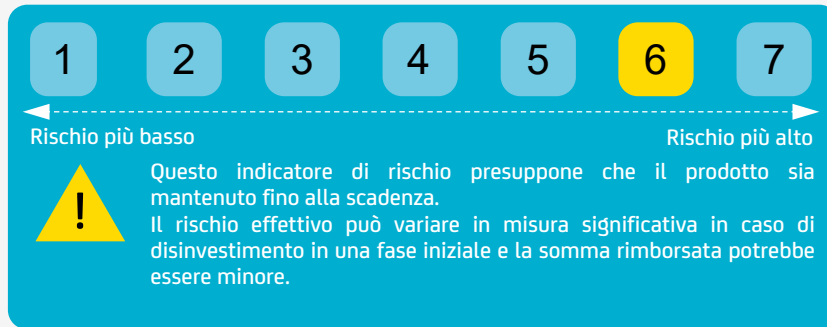 1 2 3 4 5 6 7
Rischio più basso Rischio più alto
!
Questo indicatore di rischio presuppone che il prodotto sia
mantenuto fino alla scadenza.
Il rischio effettivo può variare in misura significativa in caso di
disinvestimento in una fase iniziale e la somma rimborsata potrebbe
essere minore.